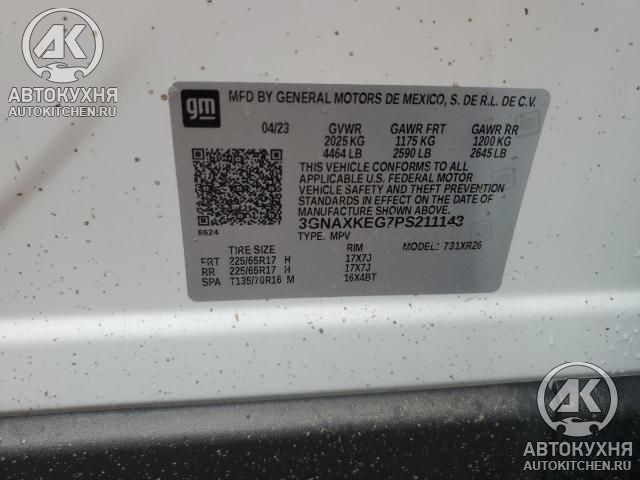 АВТОКУХНЯ
AUTOKITCHEN.RU
gm
MFD BY GENERAL MOTORS DE MEXICO, S. DE R.L. DE C.V.
04/23 GVWR GAWR FRT GAWR RR
2025 KG 1175 KG 1200 KG
4464 LB 2590 LB 2645 LB
THIS VEHICLE CONFORMS TO ALL
APPLICABLE U.S. FEDERAL MOTOR
VEHICLE SAFETY AND THEFT PREVENTION
STANDARDS IN EFFECT ON THE DATE OF
MANUFACTURE SHOWN ABOVE.
3GNAXKEG7PS211143
8624
TYPE: MPV MODEL: 731XR26
TIRE SIZE RIM
FRT 225/65R17 H 17X7J
RR 225/65R17 H 17X7J
SPA T135/70R16 M 16X4BT
АВТОКУХНЯ
AUTOKITCHEN.RU